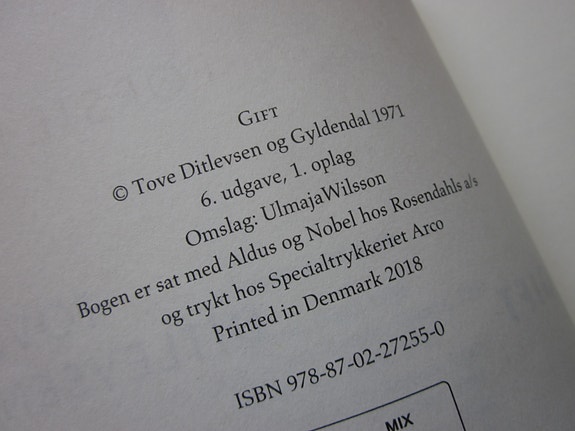 GIFT
© Tove Ditlevsen og Gyldendal 1971
6. udgave, 1. oplag
Omslag: UlmajaWilsson
Bogen er sat med Aldus og Nobel hos Rosendahls a/s
og trykt hos Specialtrykkeriet Arco
Printed in Denmark 2018
ISBN 978-87-02-27255-0
MIX